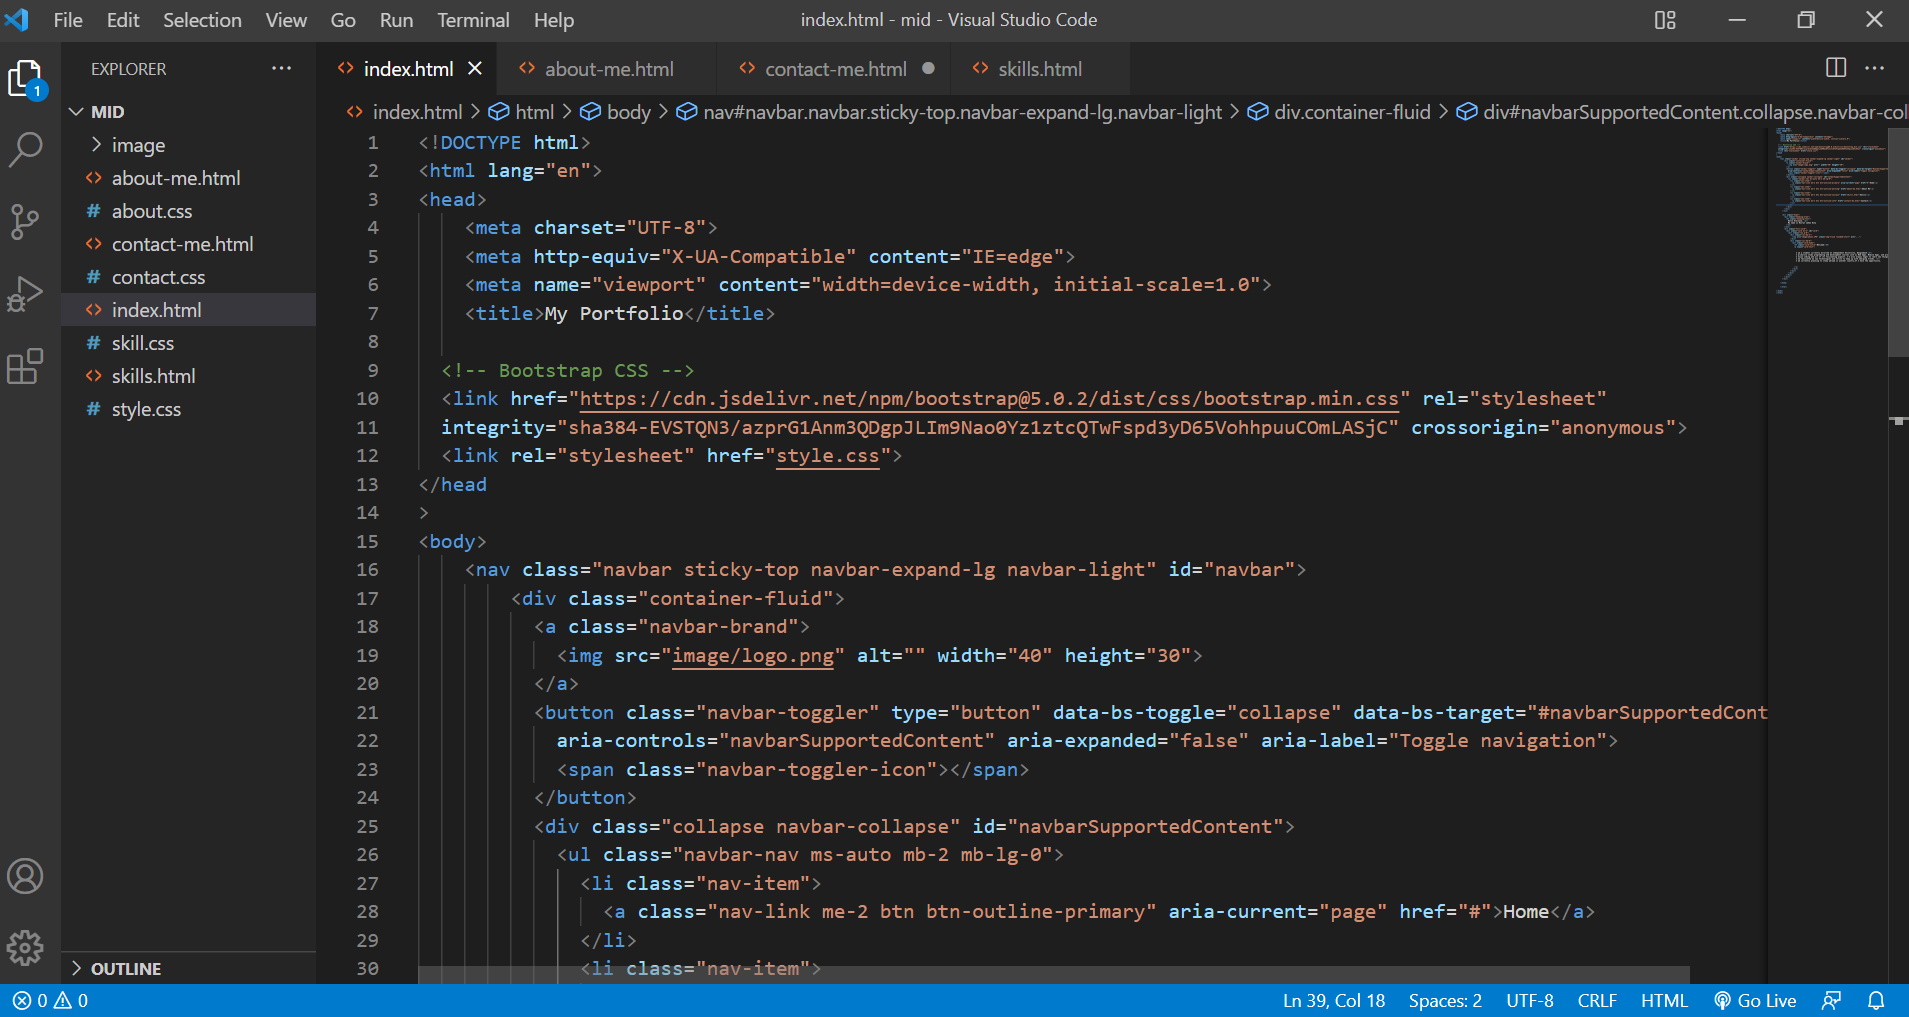 File Edit Selection View Go Run Terminal Help
index.html - mid - Visual Studio Code
EXPLORER
1
MID
image
about-me.html
about.css
contact-me.html
contact.css
index.html
skill.css
skills.html
style.css
OUTLINE
index.html about-me.html contact-me.html skills.html
index.html > html > body > nav#navbar.navbar.sticky-top.navbar-expand-lg.navbar-light > div.container-fluid > div#navbarSupportedContent.collapse.navbar-col
1 <!DOCTYPE html>
2 <html lang="en">
3 <head>
4 <meta charset="UTF-8">
5 <meta http-equiv="X-UA-Compatible" content="IE=edge">
6 <meta name="viewport" content="width=device-width, initial-scale=1.0">
7 <title>My Portfolio</title>
8
9 <!-- Bootstrap CSS -->
10 <link href="https://cdn.jsdelivr.net/npm/bootstrap@5.0.2/dist/css/bootstrap.min.css" rel="stylesheet"
11 integrity="sha384-EVSTQN3/azprG1Anm3QDgpJLIm9Nao0Yz1ztcQTwFspd3yD65VohhpuuCOmLASjC" crossorigin="anonymous">
12 <link rel="stylesheet" href="style.css">
13 </head
14 >
15 <body>
16 <nav class="navbar sticky-top navbar-expand-lg navbar-light" id="navbar">
17 <div class="container-fluid">
18 <a class="navbar-brand">
19 <img src="image/logo.png" alt="" width="40" height="30">
20 </a>
21 <button class="navbar-toggler" type="button" data-bs-toggle="collapse" data-bs-target="#navbarSupportedCont
22 aria-controls="navbarSupportedContent" aria-expanded="false" aria-label="Toggle navigation">
23 <span class="navbar-toggler-icon"></span>
24 </button>
25 <div class="collapse navbar-collapse" id="navbarSupportedContent">
26 <ul class="navbar-nav ms-auto mb-2 mb-lg-0">
27 <li class="nav-item">
28 <a class="nav-link me-2 btn btn-outline-primary" aria-current="page" href="#">Home</a>
29 </li>
30 <li class="nav-item">
0 0
Ln 39, Col 18 Spaces: 2 UTF-8 CRLF HTML Go Live